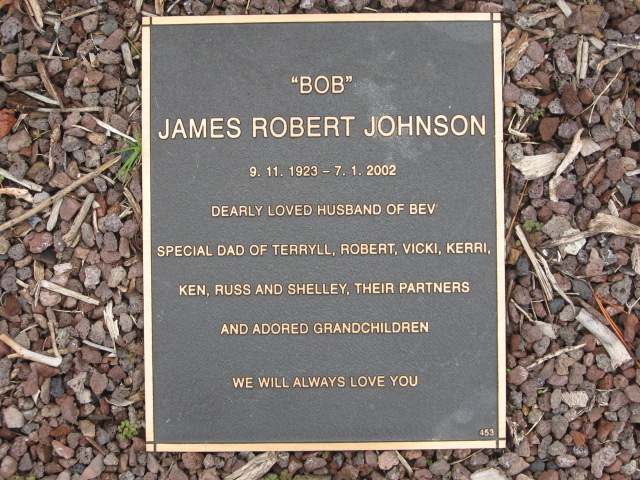 “BOB”
JAMES ROBERT JOHNSON
9. 11. 1923 – 7. 1. 2002
DEARLY LOVED HUSBAND OF BEV
SPECIAL DAD OF TERRYLL, ROBERT, VICKI, KERRI,
KEN, RUSS AND SHELLEY, THEIR PARTNERS
AND ADORED GRANDCHILDREN
WE WILL ALWAYS LOVE YOU
453